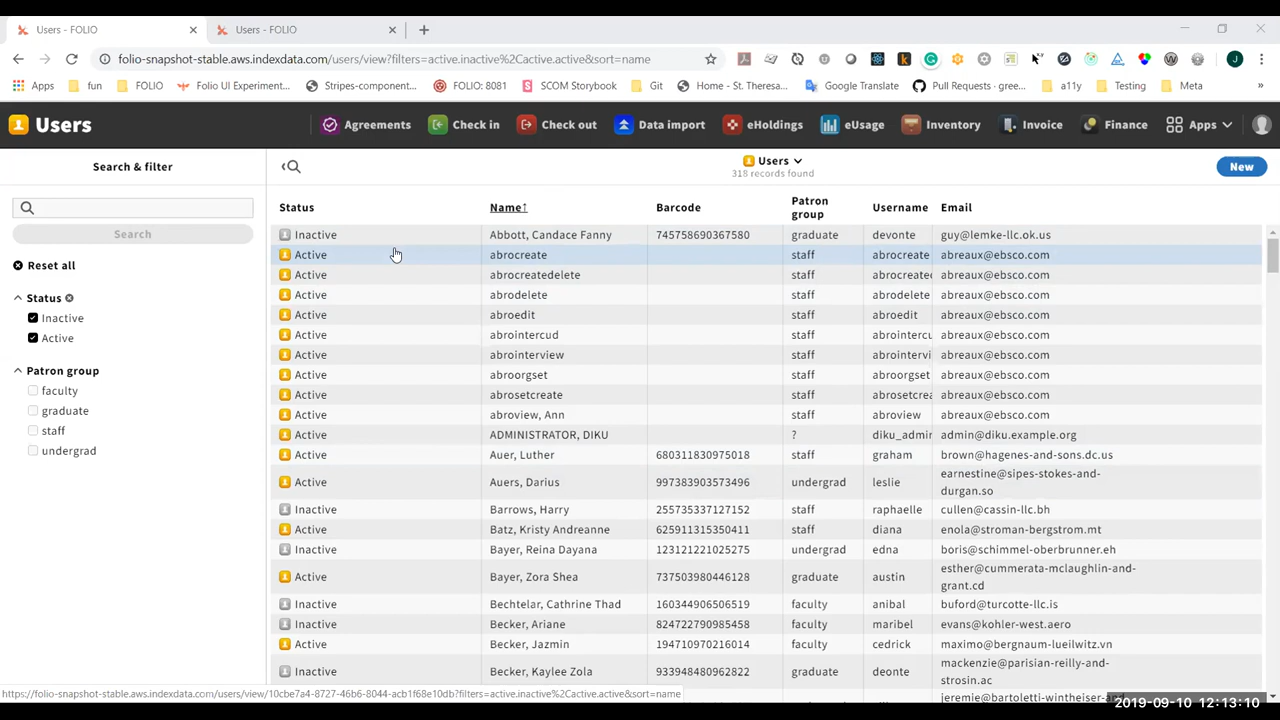 Users - FOLIO
Users - FOLIO
folio-snapshot-stable.aws.indexdata.com/users/view?filters=active.inactive%2Cactive.active&sort=name
Apps fun FOLIO Folio UI Experiment... Stripes-component... FOLIO: 8081 SCOM Storybook Git Home - St. Theresa... Google Translate Pull Requests · gree... a11y Testing Meta »
Users Agreements Check in Check out Data import eHoldings eUsage Inventory Invoice Finance Apps
Search & filter
Users
318 records found
New
Search
Reset all
Status
Inactive
Active
Patron group
faculty
graduate
staff
undergrad
Status Name↑ Barcode Patron group Username Email
Inactive Abbott, Candace Fanny 745758690367580 graduate devonte guy@lemke-llc.ok.us
Active abrocreate staff abrocreate abreaux@ebsco.com
Active abrocreatedelete staff abrocreatec abreaux@ebsco.com
Active abrodelete staff abrodelete abreaux@ebsco.com
Active abroedit staff abroedit abreaux@ebsco.com
Active abrointercud staff abrointercu abreaux@ebsco.com
Active abrointerview staff abrointervi abreaux@ebsco.com
Active abroorgset staff abroorgset abreaux@ebsco.com
Active abrosetcreate staff abrosetcrea abreaux@ebsco.com
Active abroview, Ann staff abroview abreaux@ebsco.com
Active ADMINISTRATOR, DIKU ? diku_admin admin@diku.example.org
Active Auer, Luther 680311830975018 staff graham brown@hagenes-and-sons.dc.us
Active Auers, Darius 997383903573496 undergrad leslie earnestine@sipes-stokes-and-
durgan.so
Inactive Barrows, Harry 255735337127152 staff raphaelle cullen@cassin-llc.bh
Active Batz, Kristy Andreanne 625911315350411 staff diana enola@stroman-bergstrom.mt
Inactive Bayer, Reina Dayana 123121221025275 undergrad edna boris@schimmel-oberbrunner.eh
Active Bayer, Zora Shea 737503980446128 graduate austin esther@cummerata-mclaughlin-and-
grant.cd
Inactive Bechtelar, Cathrine Thad 160344906506519 faculty anibal buford@turcotte-llc.is
Inactive Becker, Ariane 824722790985458 faculty maribel evans@kohler-west.aero
Active Becker, Jazmin 194710970216014 faculty cedrick maximo@bergnaum-lueilwitz.vn
Inactive Becker, Kaylee Zola 933948480962822 graduate deonte mackenzie@parisian-reilly-and-
strosin.ac
jeremie@bartoletti-wintheiser-and-
https://folio-snapshot-stable.aws.indexdata.com/users/view/10cbe7a4-8727-46b6-8044-acb1f68e10db?filters=active.inactive%2Cactive.active&sort=name
2019-09-10 12:13:10